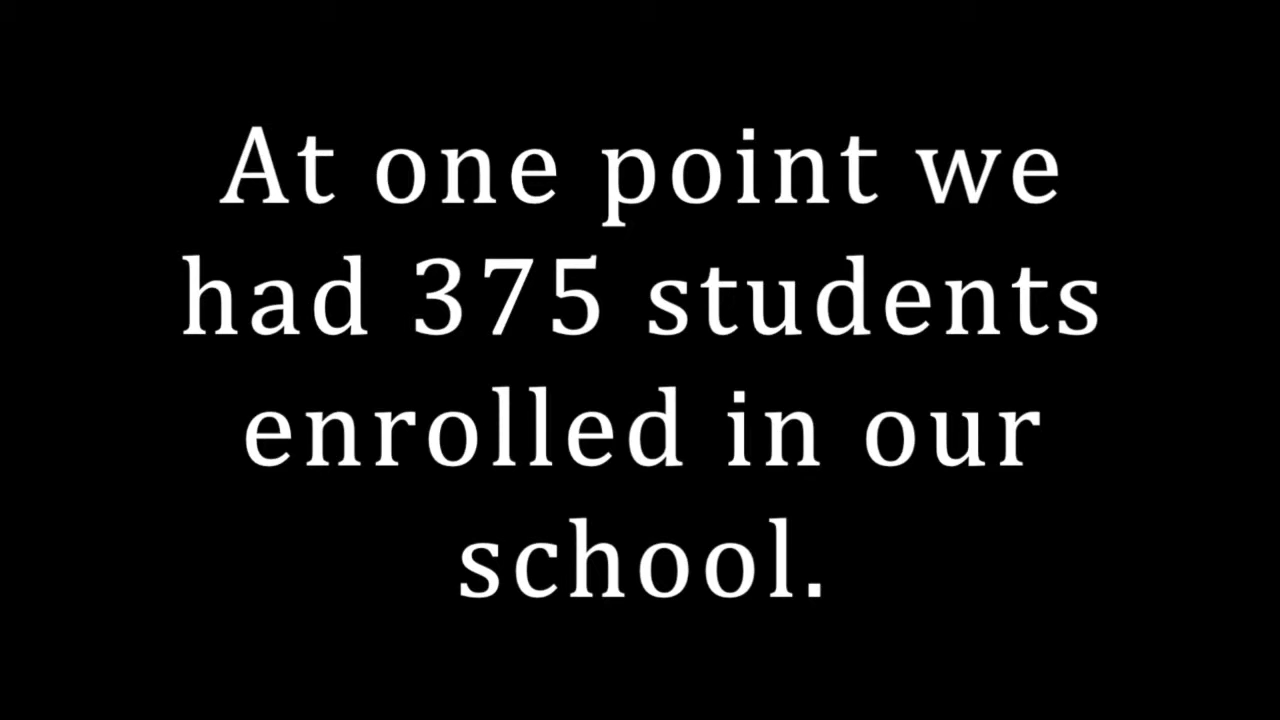 At one point we
had 375 students
enrolled in our
school.